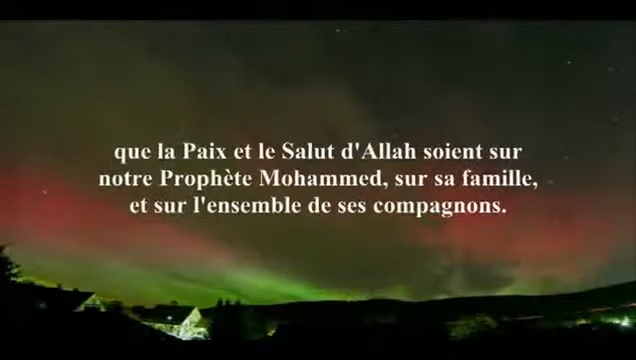 que la Paix et le Salut d'Allah soient sur
notre Prophète Mohammed, sur sa famille,
et sur l'ensemble de ses compagnons.